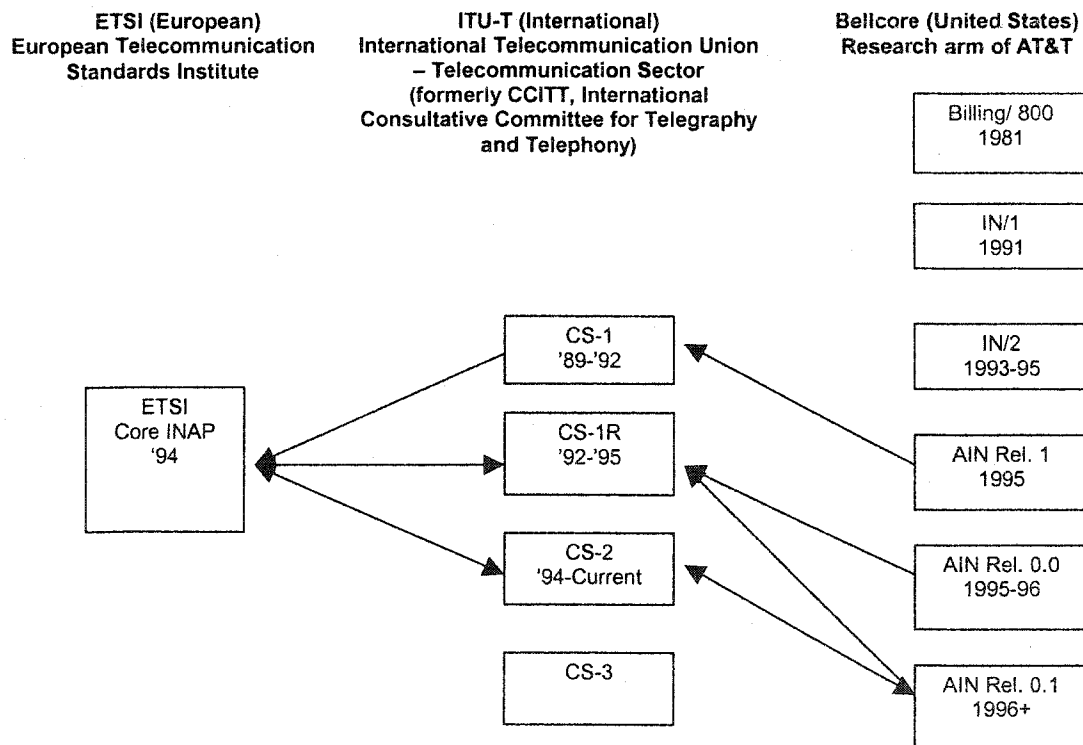 ETSI (European)
European Telecommunication
Standards Institute
ITU-T (International)
International Telecommunication Union
– Telecommunication Sector
(formerly CCITT, International
Consultative Committee for Telegraphy
and Telephony)
Bellcore (United States)
Research arm of AT&T
Billing/ 800
1981
IN/1
1991
IN/2
1993-95
AIN Rel. 1
1995
AIN Rel. 0.0
1995-96
AIN Rel. 0.1
1996+
CS-1
'89-'92
CS-1R
'92-'95
CS-2
'94-Current
CS-3
ETSI
Core INAP
'94